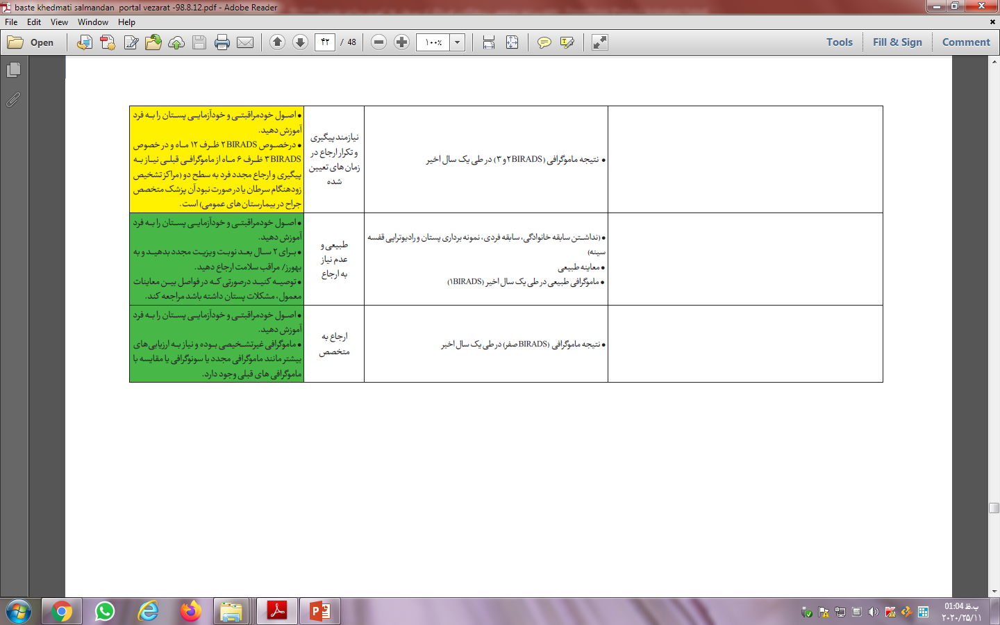 baste khedmati salmandan  portal vezarat -98.8.12.pdf - Adobe Reader
File Edit View Window Help
Open ۴۲ / 48 ۱۰۰٪ Tools Fill & Sign Comment
• نتیجه ماموگرافی (۲BIRADS و ۳) در طی یک سال اخیر
نیازمند پیگیری
و تکرار ارجاع در
زمان های تعیین
شده
• اصول خودمراقبتی و خودآزمایی پستان را به فرد
آموزش دهید.
• درخصوص ۲BIRADS ظرف ۱۲ ماه و در خصوص
۳BIRADS ظرف ۶ ماه از ماموگرافی قبلی نیاز به
پیگیری و ارجاع مجدد فرد به سطح دو (مراکز تشخیص
زودهنگام سرطان یا درصورت نبود آن پزشک متخصص
جراح در بیمارستان های عمومی) است.
• (نداشتن سابقه خانوادگی، سابقه فردی، نمونه برداری پستان و رادیوتراپی قفسه
سینه)
• معاینه طبیعی
• ماموگرافی طبیعی در طی یک سال اخیر (۱BIRADS)
طبیعی و
عدم نیاز
به ارجاع
• اصول خودمراقبتی و خودآزمایی پستان را به فرد
آموزش دهید.
• برای ۲ سال بعد نوبت ویزیت مجدد بدهید و به
بهورز/ مراقب سلامت ارجاع دهید.
• توصیه کنید درصورتی که در فواصل بین معاینات
معمول، مشکلات پستان داشته باشد مراجعه کند.
• نتیجه ماموگرافی (BIRADS صفر) در طی یک سال اخیر
ارجاع به
متخصص
• اصول خودمراقبتی و خودآزمایی پستان را به فرد
آموزش دهید.
• ماموگرافی غیرتشخیصی بوده و نیاز به ارزیابی های
بیشتر مانند ماموگرافی مجدد یا سونوگرافی یا مقایسه با
ماموگرافی های قبلی وجود دارد.
01:04 ب.ظ
۲۰۲۰/۲۵/۱۱